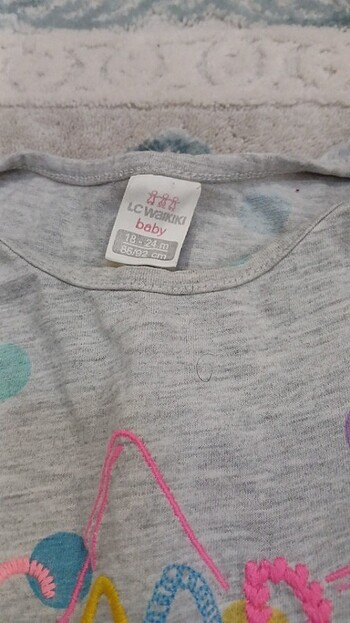 LC WAIKIKI
baby
18 - 24 m
86/92 cm